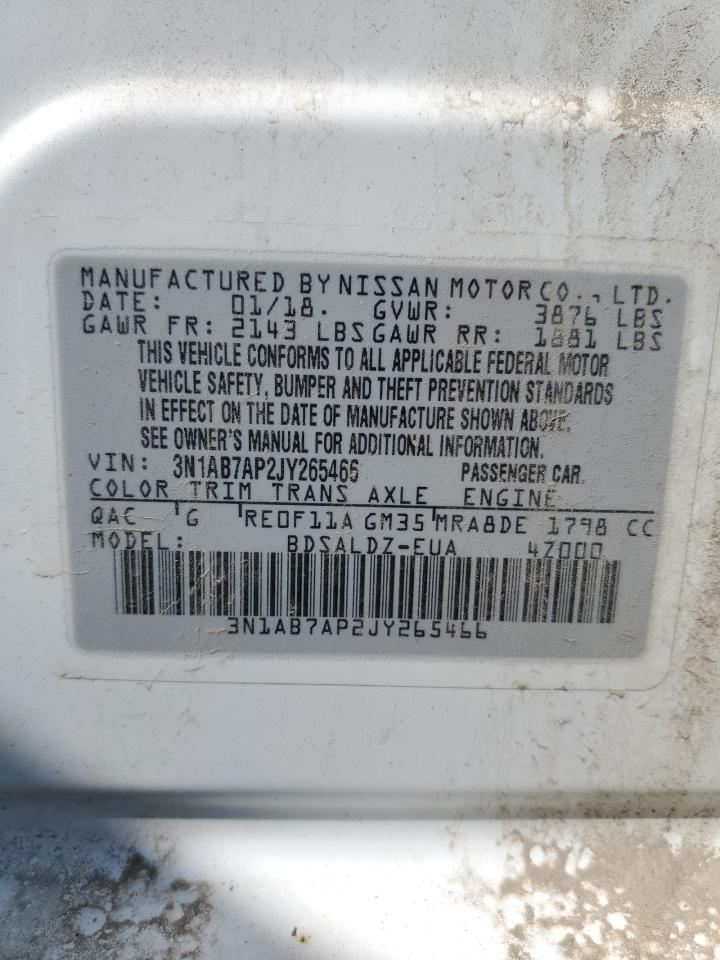 MANUFACTURED BY NISSAN MOTOR CO., LTD.
DATE: 01/18. GVWR: 3876 LBS
GAWR FR: 2143 LBS GAWR RR: 1881 LBS
THIS VEHICLE CONFORMS TO ALL APPLICABLE FEDERAL MOTOR
VEHICLE SAFETY, BUMPER AND THEFT PREVENTION STANDARDS
IN EFFECT ON THE DATE OF MANUFACTURE SHOWN ABOVE.
SEE OWNER'S MANUAL FOR ADDITIONAL INFORMATION.
VIN: 3N1AB7AP2JY265466 PASSENGER CAR
COLOR TRIM TRANS AXLE ENGINE
QAC G RE0F11A GM35 MRA8DE 1798 CC
MODEL: BDSALDZ-EUA 4Z000
3N1AB7AP2JY265466